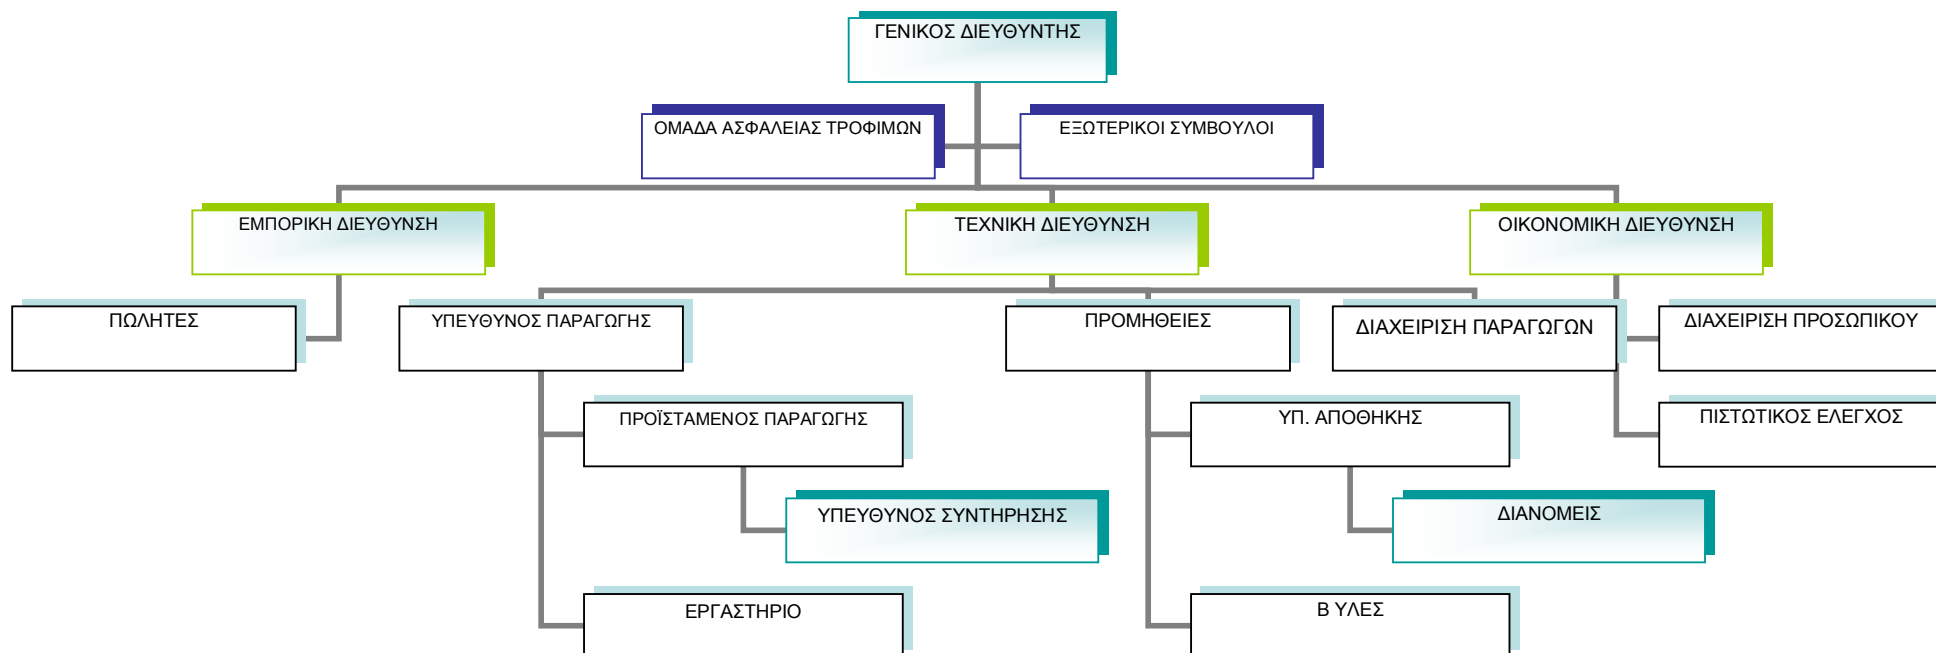 ΓΕΝΙΚΟΣ ΔΙΕΥΘΥΝΤΗΣ
ΟΜΑΔΑ ΑΣΦΑΛΕΙΑΣ ΤΡΟΦΙΜΩΝ
ΕΞΩΤΕΡΙΚΟΙ ΣΥΜΒΟΥΛΟΙ
ΕΜΠΟΡΙΚΗ ΔΙΕΥΘΥΝΣΗ
ΤΕΧΝΙΚΗ ΔΙΕΥΘΥΝΣΗ
ΟΙΚΟΝΟΜΙΚΗ ΔΙΕΥΘΥΝΣΗ
ΠΩΛΗΤΕΣ
ΥΠΕΥΘΥΝΟΣ ΠΑΡΑΓΩΓΗΣ
ΠΡΟΜΗΘΕΙΕΣ
ΔΙΑΧΕΙΡΙΣΗ ΠΑΡΑΓΩΓΩΝ
ΔΙΑΧΕΙΡΙΣΗ ΠΡΟΣΩΠΙΚΟΥ
ΠΡΟΪΣΤΑΜΕΝΟΣ ΠΑΡΑΓΩΓΗΣ
ΥΠ. ΑΠΟΘΗΚΗΣ
ΠΙΣΤΩΤΙΚΟΣ ΕΛΕΓΧΟΣ
ΥΠΕΥΘΥΝΟΣ ΣΥΝΤΗΡΗΣΗΣ
ΔΙΑΝΟΜΕΙΣ
ΕΡΓΑΣΤΗΡΙΟ
Β ΥΛΕΣ